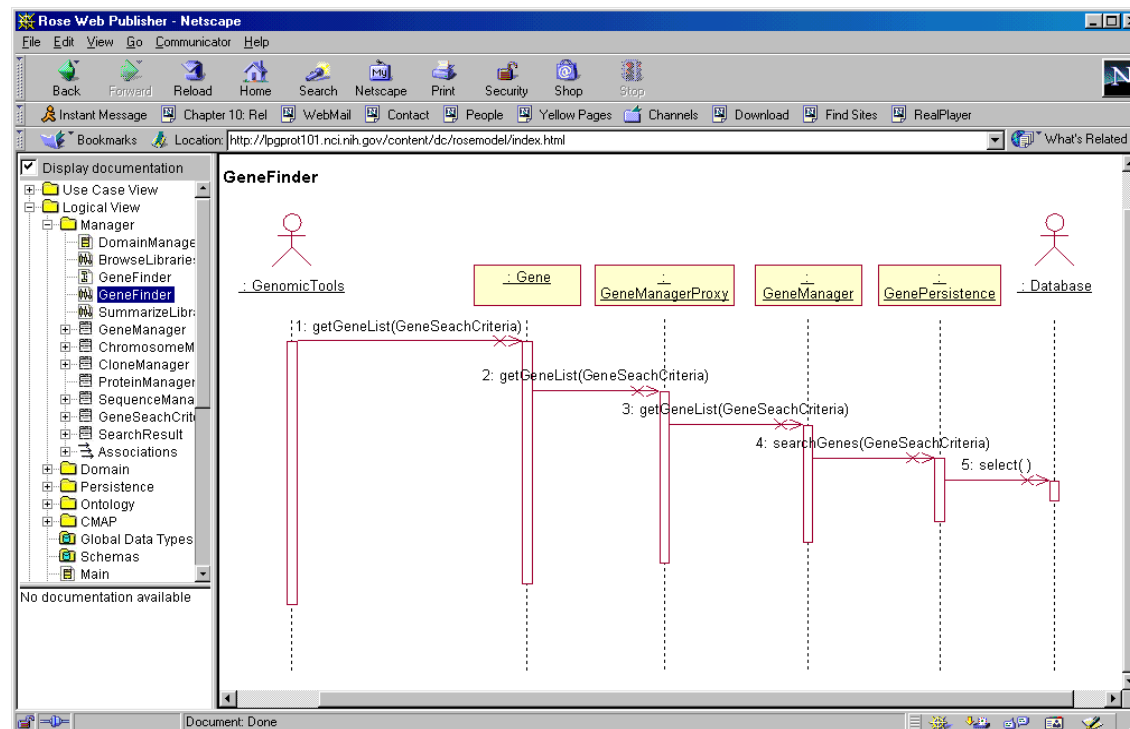 Rose Web Publisher - Netscape
File Edit View Go Communicator Help
Back Forward Reload Home Search Netscape Print Security Shop Stop
My
N
Instant Message Chapter 10: Rel WebMail Contact People Yellow Pages Channels Download Find Sites RealPlayer
Bookmarks Location: http://lpgprot101.nci.nih.gov/content/dc/rosemodel/index.html What's Related
Display documentation
Use Case View
Logical View
Manager
DomainManage
BrowseLibraries
GeneFinder
GeneFinder
SummarizeLibr
GeneManager
ChromosomeM
CloneManager
ProteinManager
SequenceMana
GeneSeachCrit
SearchResult
Associations
Domain
Persistence
Ontology
CMAP
Global Data Types
Schemas
Main
No documentation available
GeneFinder
: GenomicTools
: Gene
:
GeneManagerProxy
:
GeneManager
:
GenePersistence
: Database
1: getGeneList(GeneSeachCriteria)
2: getGeneList(GeneSeachCriteria)
3: getGeneList(GeneSeachCriteria)
4: searchGenes(GeneSeachCriteria)
5: select( )
Document: Done